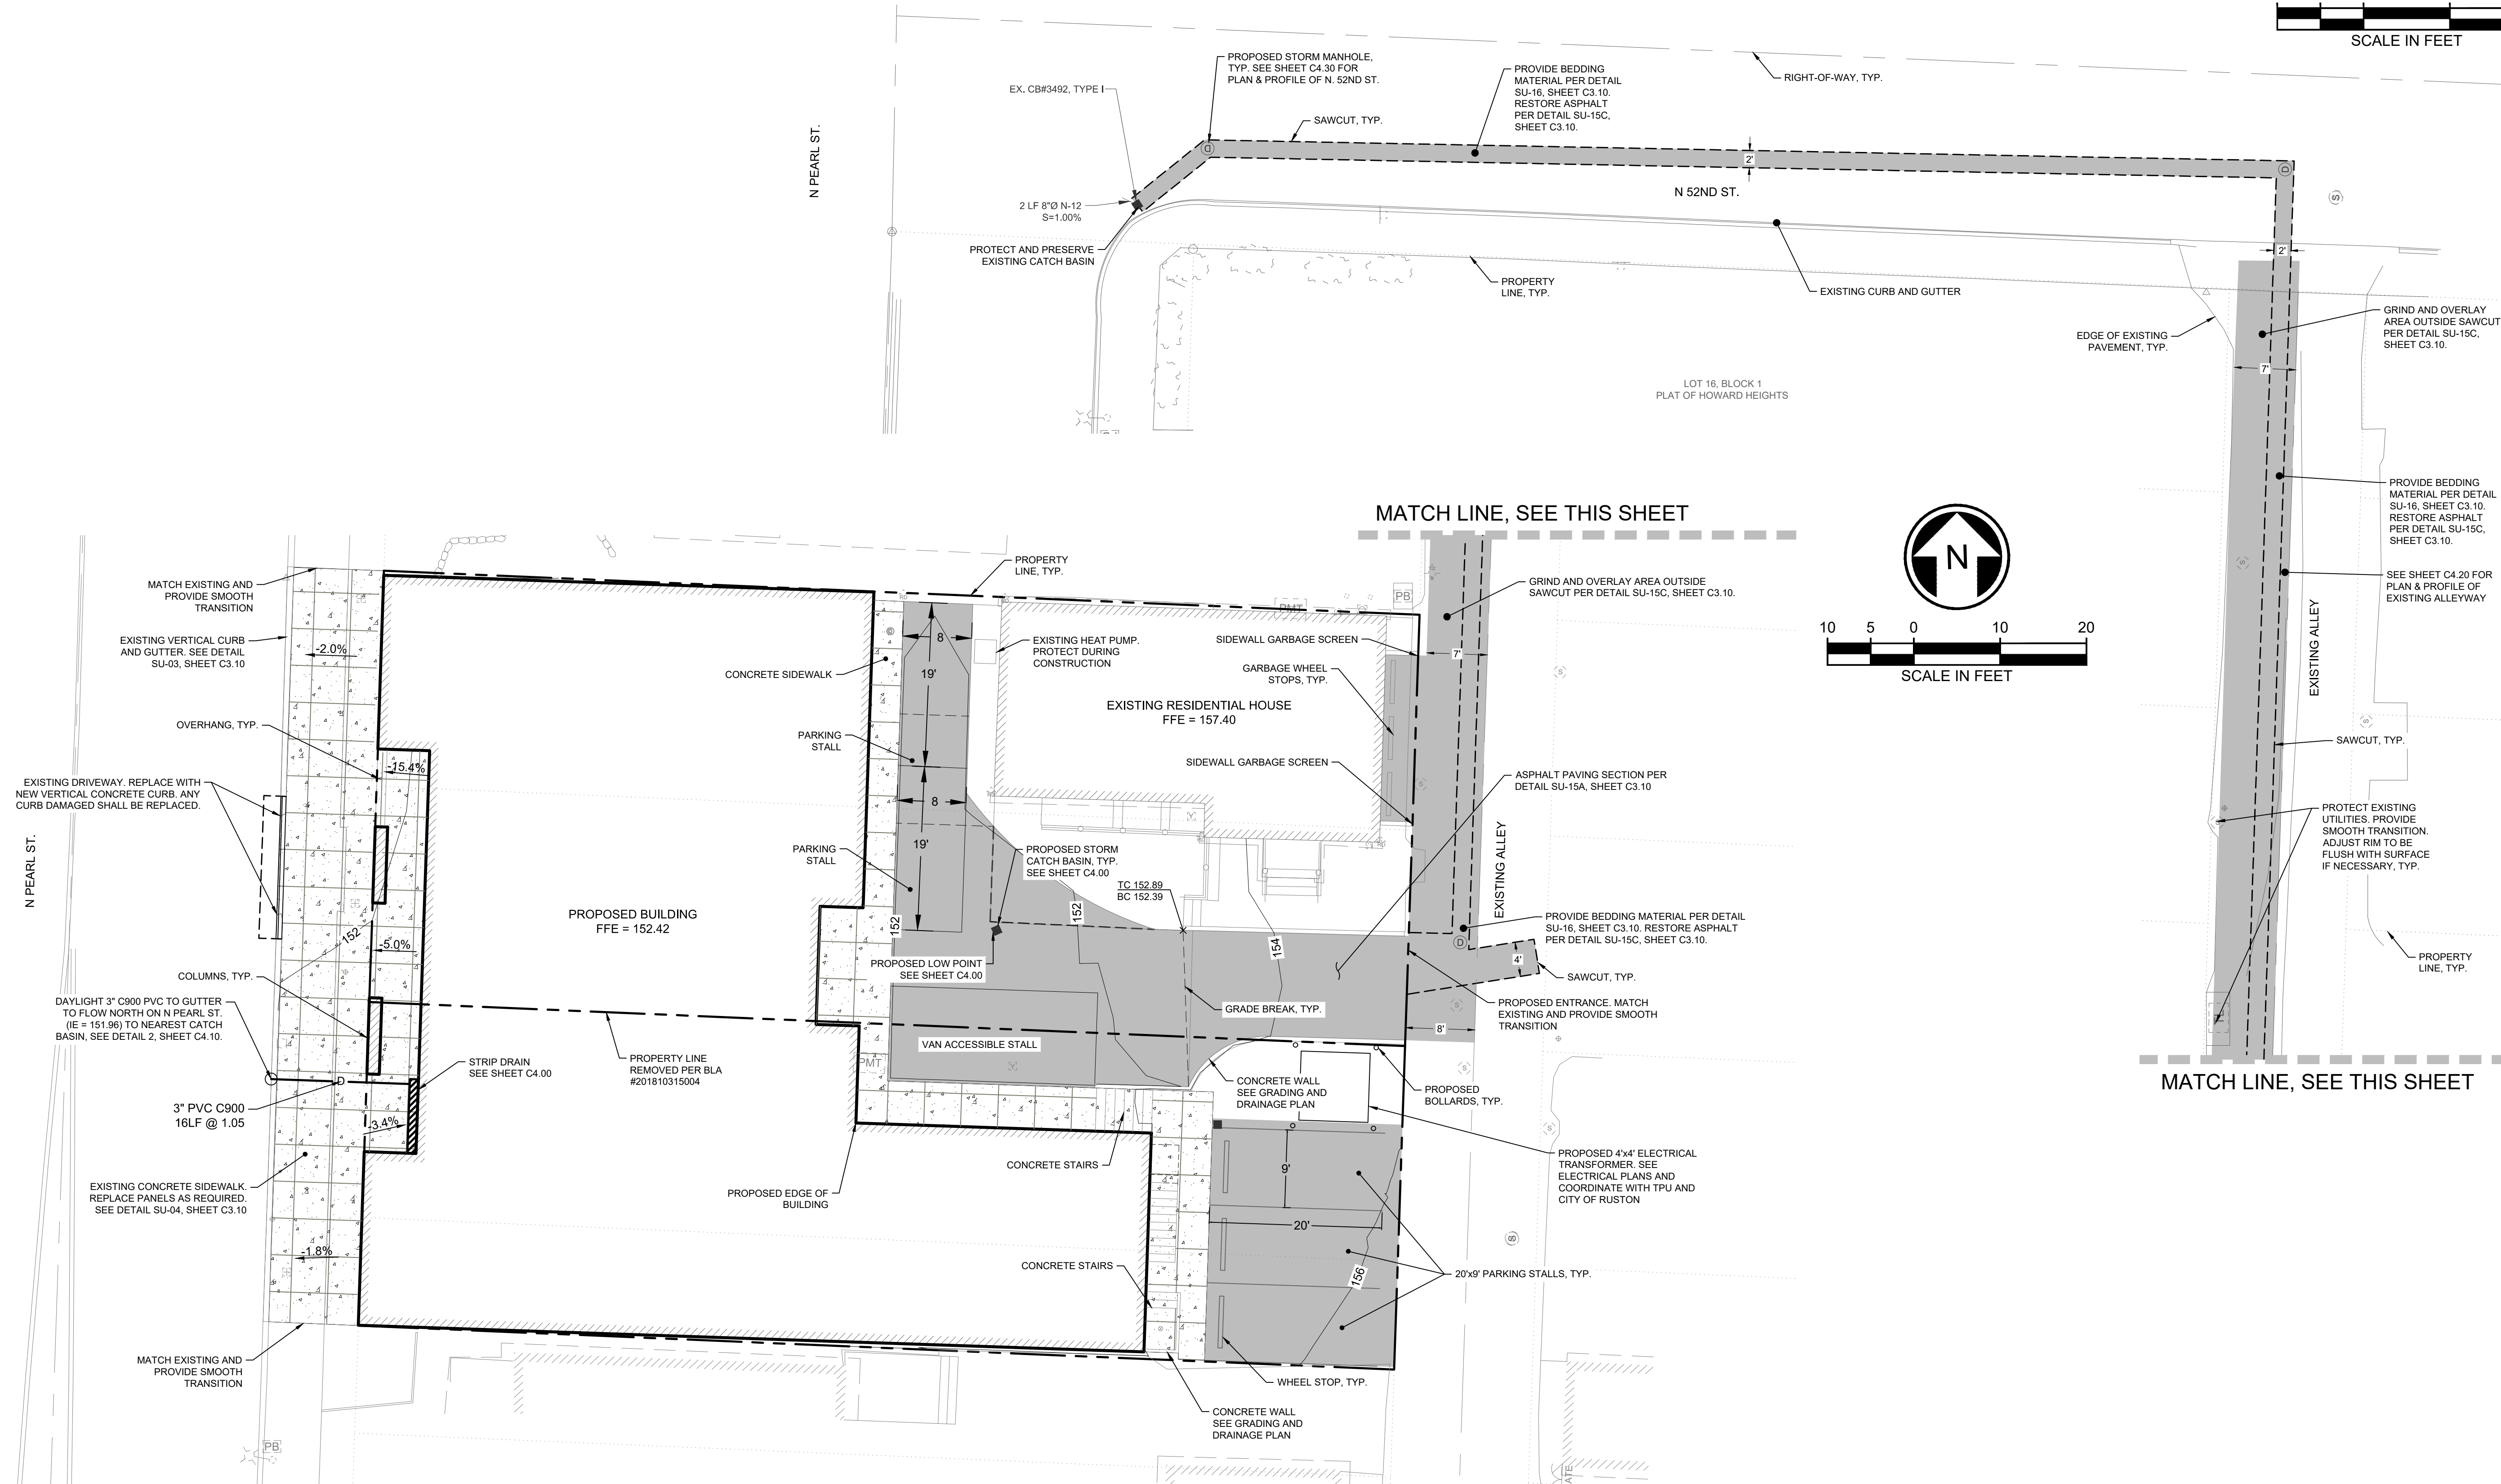 SCALE IN FEET
PROPOSED STORM MANHOLE,
TYP. SEE SHEET C4.30 FOR
PLAN & PROFILE OF N. 52ND ST.
PROVIDE BEDDING
MATERIAL PER DETAIL
SU-16, SHEET C3.10.
RESTORE ASPHALT
PER DETAIL SU-15C,
SHEET C3.10.
RIGHT-OF-WAY, TYP.
EX. CB#3492, TYPE I
SAWCUT, TYP.
N PEARL ST.
D
2'
D
N 52ND ST.
S
2 LF 8"Ø N-12
S=1.00%
PROTECT AND PRESERVE
EXISTING CATCH BASIN
2'
PROPERTY
LINE, TYP.
EXISTING CURB AND GUTTER
EDGE OF EXISTING
PAVEMENT, TYP.
GRIND AND OVERLAY
AREA OUTSIDE SAWCUT
PER DETAIL SU-15C,
SHEET C3.10.
7'
LOT 16, BLOCK 1
PLAT OF HOWARD HEIGHTS
PROVIDE BEDDING
MATERIAL PER DETAIL
SU-16, SHEET C3.10.
RESTORE ASPHALT
PER DETAIL SU-15C,
SHEET C3.10.
S
SEE SHEET C4.20 FOR
PLAN & PROFILE OF
EXISTING ALLEYWAY
EXISTING ALLEY
S
SAWCUT, TYP.
PROTECT EXISTING
UTILITIES. PROVIDE
SMOOTH TRANSITION.
ADJUST RIM TO BE
FLUSH WITH SURFACE
IF NECESSARY, TYP.
PROPERTY
LINE, TYP.
MATCH LINE, SEE THIS SHEET
MATCH LINE, SEE THIS SHEET
N
10 5 0 10 20
SCALE IN FEET
MATCH EXISTING AND
PROVIDE SMOOTH
TRANSITION
PROPERTY
LINE, TYP.
PMT
PB
GRIND AND OVERLAY AREA OUTSIDE
SAWCUT PER DETAIL SU-15C, SHEET C3.10.
EXISTING VERTICAL CURB
AND GUTTER. SEE DETAIL
SU-03, SHEET C3.10
-2.0%
RD
8
EXISTING HEAT PUMP.
PROTECT DURING
CONSTRUCTION
SIDEWALL GARBAGE SCREEN
7'
CONCRETE SIDEWALK
19'
GARBAGE WHEEL
STOPS, TYP.
S
EXISTING RESIDENTIAL HOUSE
FFE = 157.40
OVERHANG, TYP.
PARKING
STALL
-15.4%
SIDEWALL GARBAGE SCREEN
ASPHALT PAVING SECTION PER
DETAIL SU-15A, SHEET C3.10
EXISTING DRIVEWAY. REPLACE WITH
NEW VERTICAL CONCRETE CURB. ANY
CURB DAMAGED SHALL BE REPLACED.
8
S
19'
PARKING
STALL
PROPOSED STORM
CATCH BASIN, TYP.
SEE SHEET C4.00
EXISTING ALLEY
N PEARL ST.
TC 152.89
BC 152.39
PROPOSED BUILDING
FFE = 152.42
152
152
152
154
PROVIDE BEDDING MATERIAL PER DETAIL
SU-16, SHEET C3.10. RESTORE ASPHALT
PER DETAIL SU-15C, SHEET C3.10.
-5.0%
D
COLUMNS, TYP.
PROPOSED LOW POINT
SEE SHEET C4.00
4'
SAWCUT, TYP.
DAYLIGHT 3" C900 PVC TO GUTTER
TO FLOW NORTH ON N PEARL ST.
(IE = 151.96) TO NEAREST CATCH
BASIN, SEE DETAIL 2, SHEET C4.10.
GRADE BREAK, TYP.
S
PROPOSED ENTRANCE. MATCH
EXISTING AND PROVIDE SMOOTH
TRANSITION
8'
VAN ACCESSIBLE STALL
STRIP DRAIN
SEE SHEET C4.00
PROPERTY LINE
REMOVED PER BLA
#201810315004
PMT
D
S
CONCRETE WALL
SEE GRADING AND
DRAINAGE PLAN
PROPOSED
BOLLARDS, TYP.
3" PVC C900
16LF @ 1.05
-3.4%
S
CONCRETE STAIRS
9'
PROPOSED 4'x4' ELECTRICAL
TRANSFORMER. SEE
ELECTRICAL PLANS AND
COORDINATE WITH TPU AND
CITY OF RUSTON
EXISTING CONCRETE SIDEWALK.
REPLACE PANELS AS REQUIRED.
SEE DETAIL SU-04, SHEET C3.10
PROPOSED EDGE OF
BUILDING
20'
S
-1.8%
CONCRETE STAIRS
156
20'x9' PARKING STALLS, TYP.
MATCH EXISTING AND
PROVIDE SMOOTH
TRANSITION
WHEEL STOP, TYP.
CONCRETE WALL
SEE GRADING AND
DRAINAGE PLAN
PB